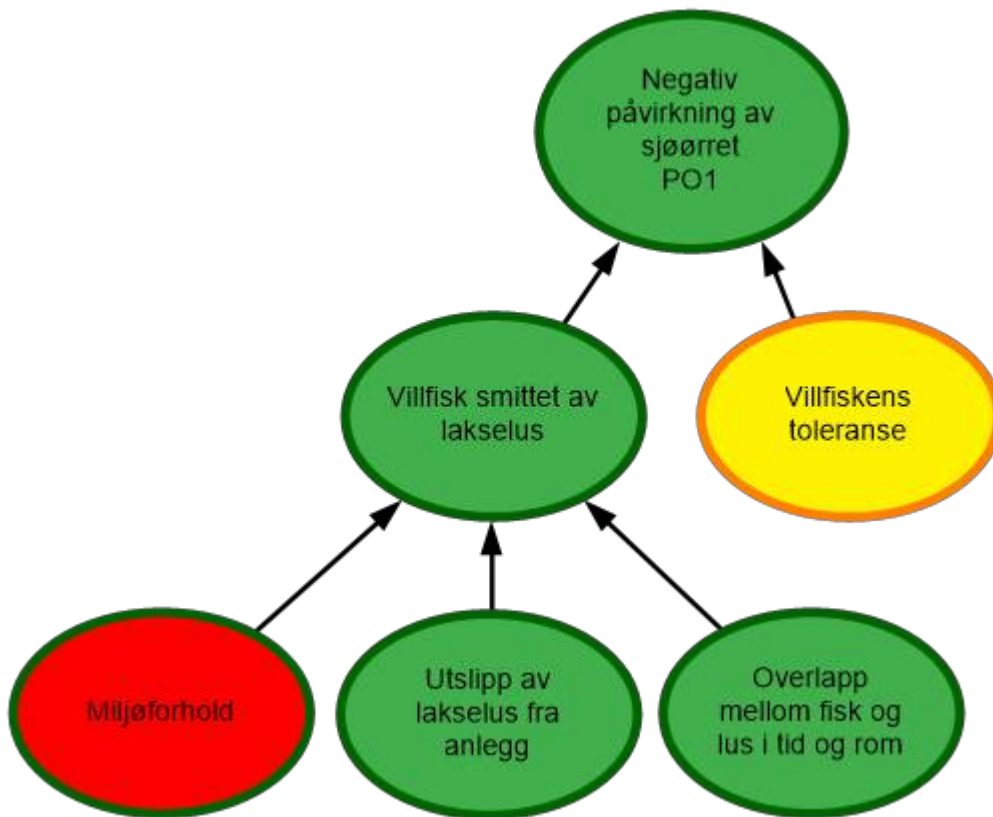 Negativ
påvirkning av
sjøørret
PO1
Villfisk smittet av
lakselus
Villfiskens
toleranse
Miljøforhold
Utslipp av
lakselus fra
anlegg
Overlapp
mellom fisk og
lus i tid og rom